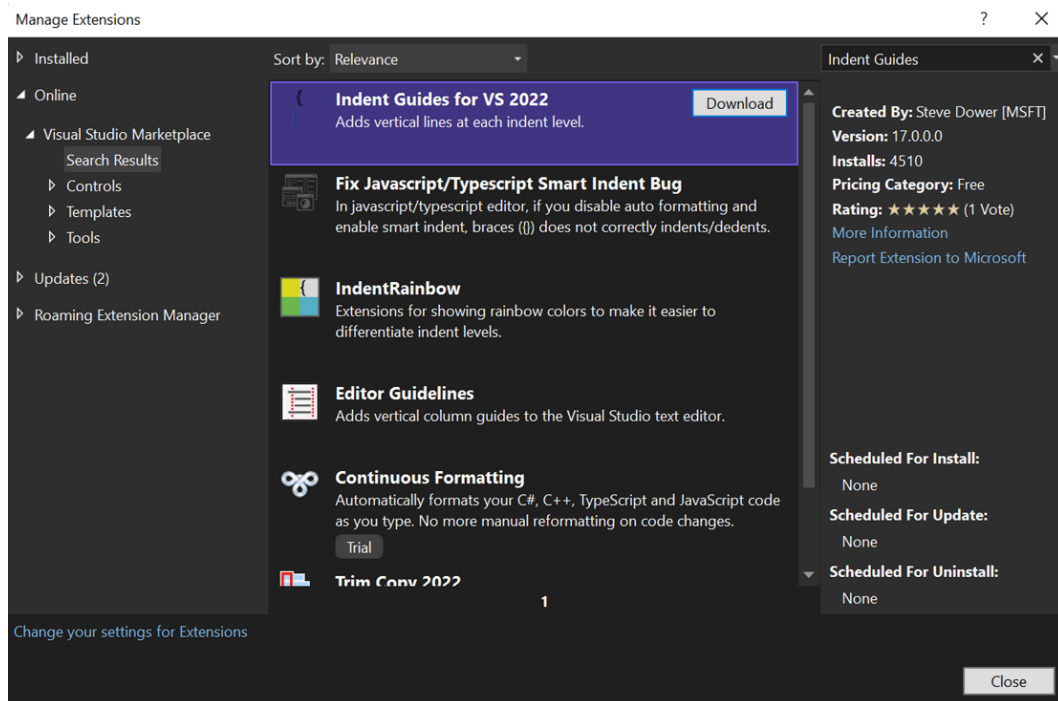 Manage Extensions
?
Installed
Online
Visual Studio Marketplace
Search Results
Controls
Templates
Tools
Updates (2)
Roaming Extension Manager
Sort by: Relevance
Indent Guides for VS 2022
Download
Adds vertical lines at each indent level.
Fix Javascript/Typescript Smart Indent Bug
In javascript/typescript editor, if you disable auto formatting and
enable smart indent, braces ({}) does not correctly indents/dedents.
IndentRainbow
Extensions for showing rainbow colors to make it easier to
differentiate indent levels.
Editor Guidelines
Adds vertical column guides to the Visual Studio text editor.
Continuous Formatting
Automatically formats your C#, C++, TypeScript and JavaScript code
as you type. No more manual reformatting on code changes.
Trial
Trim Copy 2022
1
Indent Guides
Created By: Steve Dower [MSFT]
Version: 17.0.0.0
Installs: 4510
Pricing Category: Free
Rating: ★★★★★ (1 Vote)
More Information
Report Extension to Microsoft
Scheduled For Install:
None
Scheduled For Update:
None
Scheduled For Uninstall:
None
Change your settings for Extensions
Close